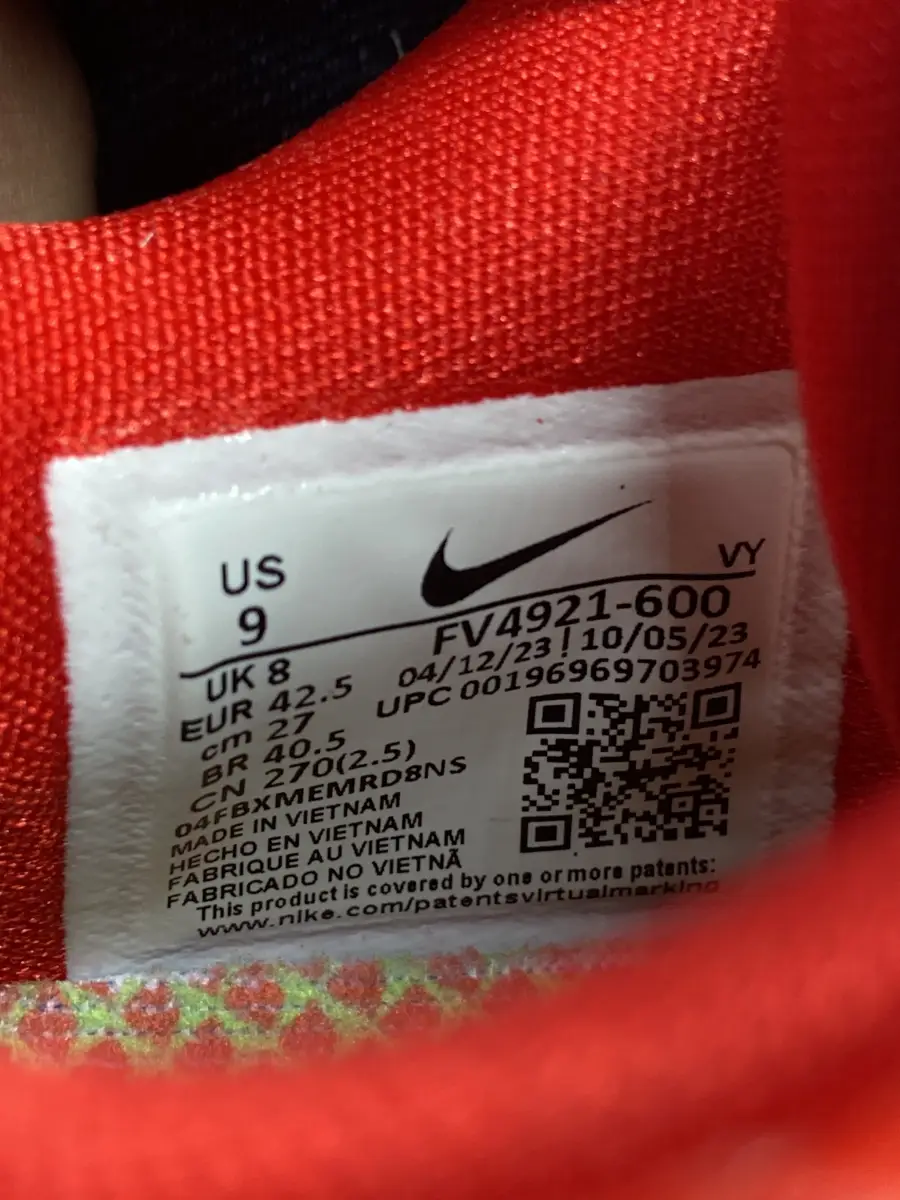 US
9
VY
FV4921-600
04/12/23 | 10/05/23
UPC 00196969703974
UK 8
EUR 42.5
cm 27
BR 40.5
CN 270(2.5)
04FBXMEMRD8NS
MADE IN VIETNAM
HECHO EN VIETNAM
FABRIQUE AU VIETNAM
FABRICADO NO VIETNÃ
This product is covered by one or more patents:
www.nike.com/patentsvirtualmarking